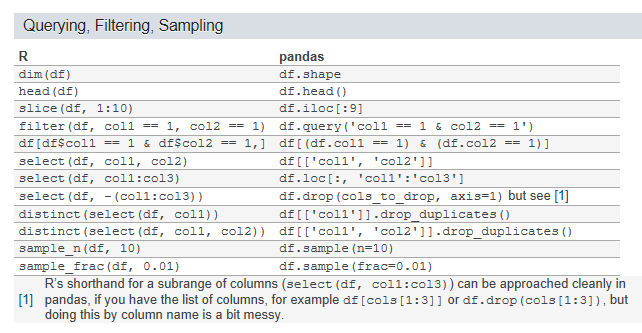 Querying, Filtering, Sampling
R pandas
dim(df) df.shape
head(df) df.head()
slice(df, 1:10) df.iloc[:9]
filter(df, col1 == 1, col2 == 1) df.query('col1 == 1 & col2 == 1')
df[df$col1 == 1 & df$col2 == 1,] df[(df.col1 == 1) & (df.col2 == 1)]
select(df, col1, col2) df[['col1', 'col2']]
select(df, col1:col3) df.loc[:, 'col1':'col3']
select(df, -(col1:col3)) df.drop(cols_to_drop, axis=1) but see [1]
distinct(select(df, col1)) df[['col1']].drop_duplicates()
distinct(select(df, col1, col2)) df[['col1', 'col2']].drop_duplicates()
sample_n(df, 10) df.sample(n=10)
sample_frac(df, 0.01) df.sample(frac=0.01)
R's shorthand for a subrange of columns (select(df, col1:col3)) can be approached cleanly in
[1] pandas, if you have the list of columns, for example df[cols[1:3]] or df.drop(cols[1:3]), but
doing this by column name is a bit messy.